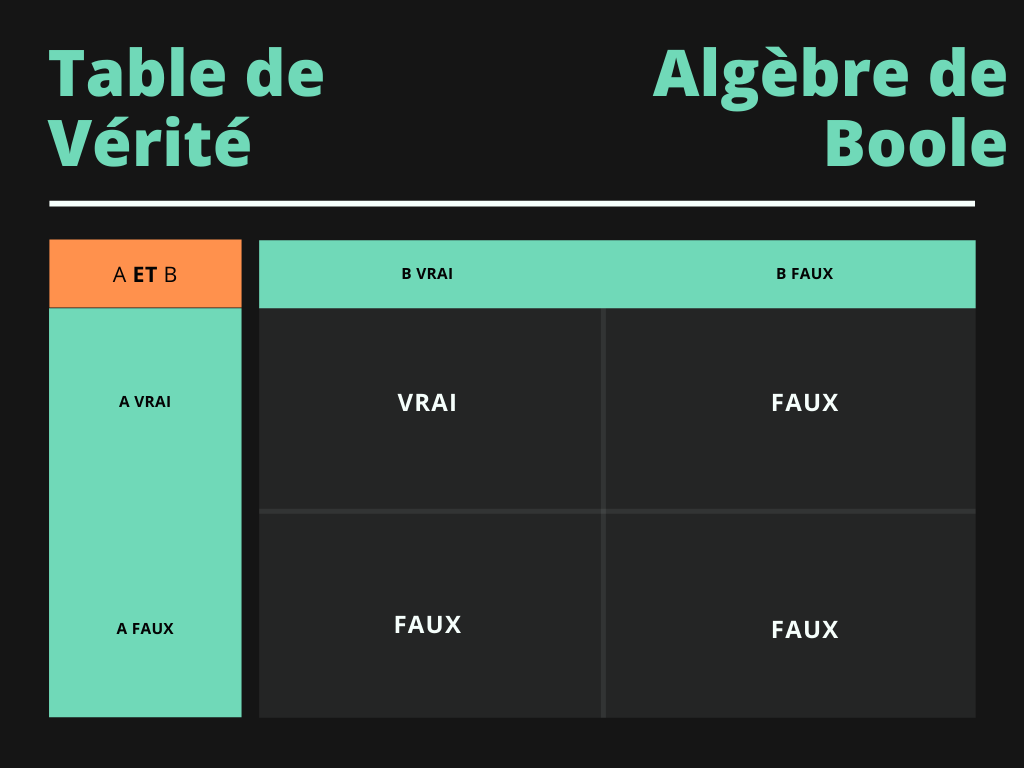 Table de
Vérité
Algèbre de
Boole
A ET B
B VRAI
B FAUX
A VRAI
VRAI
FAUX
A FAUX
FAUX
FAUX